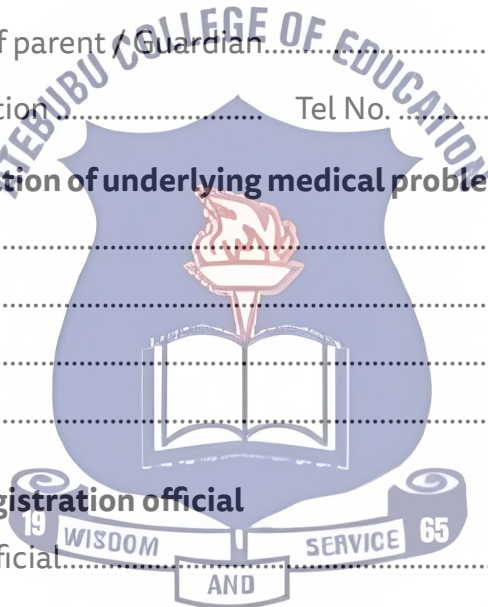 ATEBUBU COLLEGE OF EDUCATION
f parent / Guardian..........................
tion........................ Tel No. ..............
tion of underlying medical proble
..........................
..........................
..........................
..........................
gistration official
ficial..........................
19 WISDOM AND SERVICE 65